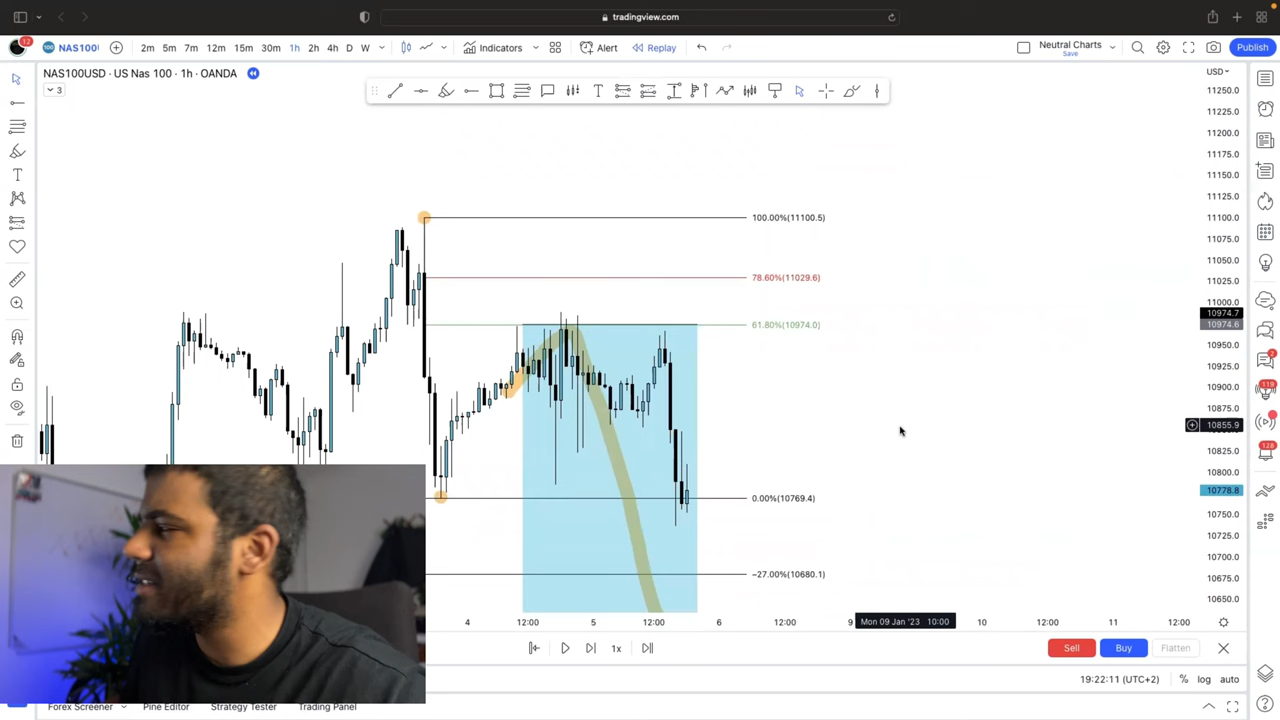 tradingview.com
12
100
NAS100
2m 5m 7m 12m 15m 30m 1h 2h 4h D W
Indicators
Alert
Replay
Neutral Charts
Save
Publish
NAS100USD · US Nas 100 · 1h · OANDA
3
USD
11250.0
11225.0
11200.0
11175.0
11150.0
11125.0
11100.0
11075.0
11050.0
11025.0
11000.0
10974.7
10974.6
10950.0
10925.0
10900.0
10875.0
10855.9
10825.0
10800.0
10778.8
10750.0
10725.0
10700.0
10675.0
10650.0
100.00%(11100.5)
78.60%(11029.6)
61.80%(10974.0)
0.00%(10769.4)
−27.00%(10680.1)
2
119
128
4 12:00 5 12:00 6 12:00 9 Mon 09 Jan '23 10:00 10 12:00 11 12:00
1x
Sell
Buy
Flatten
19:22:11 (UTC+2) % log auto
Forex Screener Pine Editor Strategy Tester Trading Panel